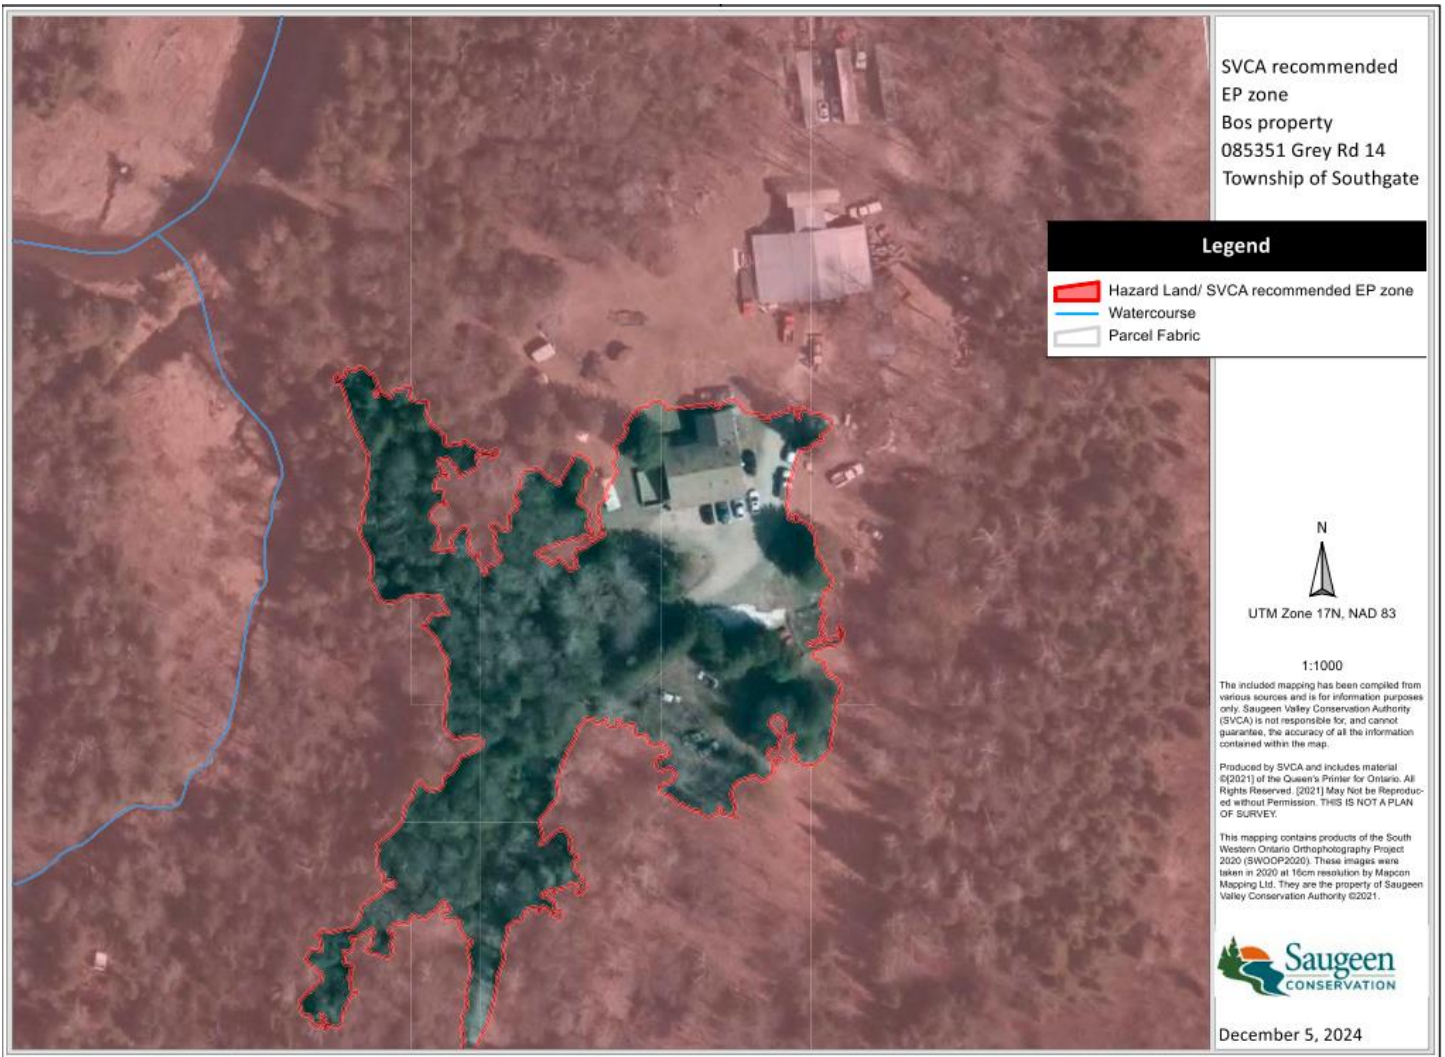 SVCA recommended
EP zone
Bos property
085351 Grey Rd 14
Township of Southgate
Legend
Hazard Land/ SVCA recommended EP zone
Watercourse
Parcel Fabric
N
UTM Zone 17N, NAD 83
1:1000
The included mapping has been compiled from
various sources and is for information purposes
only. Saugeen Valley Conservation Authority
(SVCA) is not responsible for, and cannot
guarantee, the accuracy of all the information
contained within the map.
Produced by SVCA and includes material
©[2021] of the Queen's Printer for Ontario. All
Rights Reserved. [2021] May Not be Reproduc-
ed without Permission. THIS IS NOT A PLAN
OF SURVEY.
This mapping contains products of the South
Western Ontario Orthophotography Project
2020 (SWOOP2020). These images were
taken in 2020 at 16cm resolution by Mapcon
Mapping Ltd. They are the property of Saugeen
Valley Conservation Authority ©2021.
Saugeen
CONSERVATION
December 5, 2024